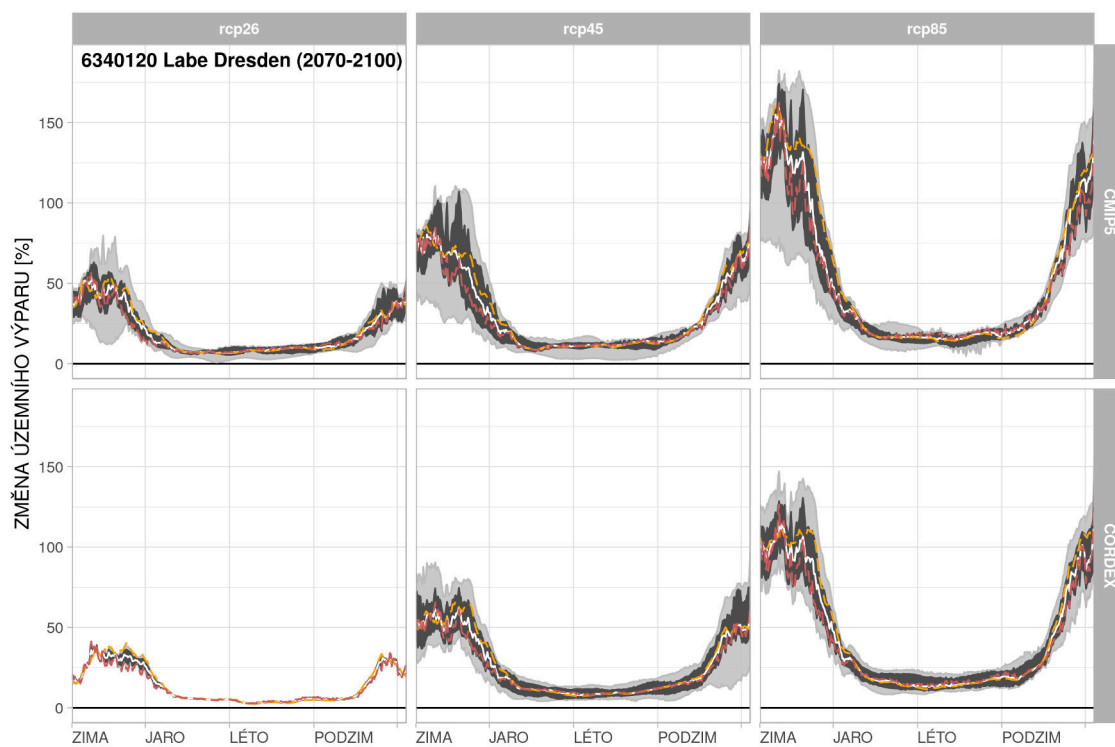 rcp26 rcp45 rcp85
6340120 Labe Dresden (2070-2100)
ZMĚNA ÚZEMNÍHO VÝPARU [%]
150
100
50
0
CMIP5
150
100
50
0
CORDEX
ZIMA JARO LÉTO PODZIM ZIMA JARO LÉTO PODZIM ZIMA JARO LÉTO PODZIM